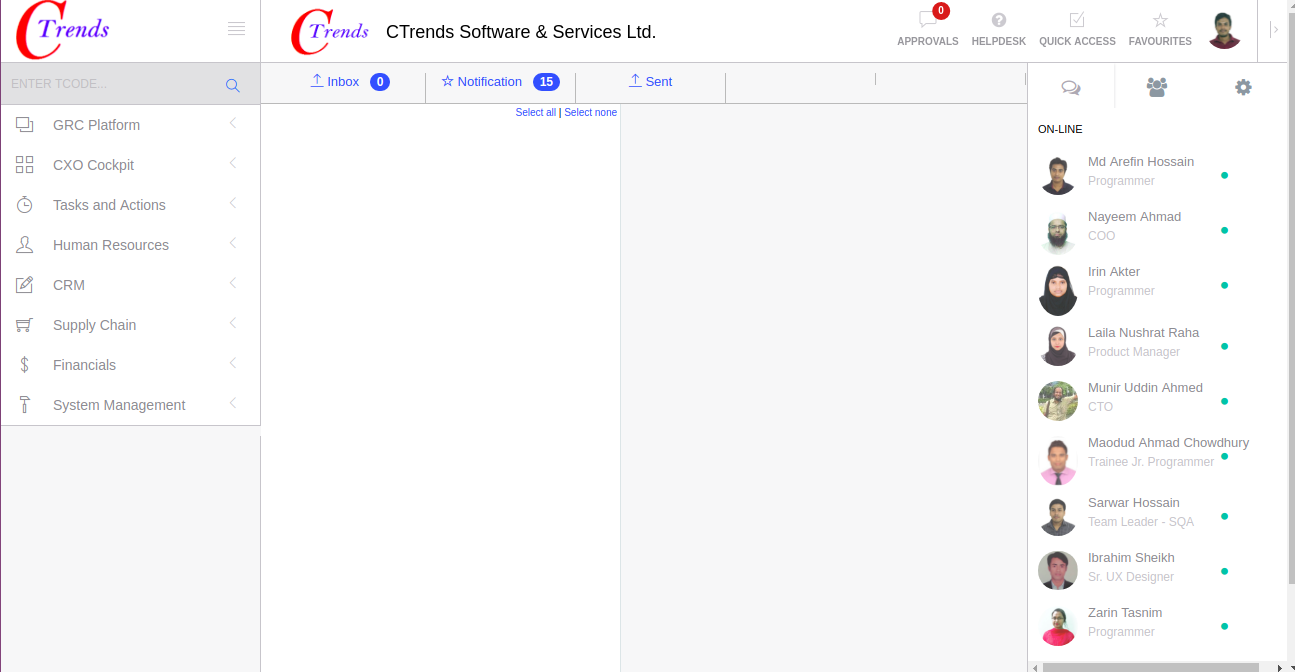 CTrends
CTrends
CTrends Software & Services Ltd.
0
APPROVALS
HELPDESK
QUICK ACCESS
FAVOURITES
ENTER TCODE...
Inbox 0
Notification 15
Sent
Select all | Select none
GRC Platform
CXO Cockpit
Tasks and Actions
Human Resources
CRM
Supply Chain
Financials
System Management
ON-LINE
Md Arefin Hossain
Programmer
Nayeem Ahmad
COO
Irin Akter
Programmer
Laila Nushrat Raha
Product Manager
Munir Uddin Ahmed
CTO
Maodud Ahmad Chowdhury
Trainee Jr. Programmer
Sarwar Hossain
Team Leader - SQA
Ibrahim Sheikh
Sr. UX Designer
Zarin Tasnim
Programmer